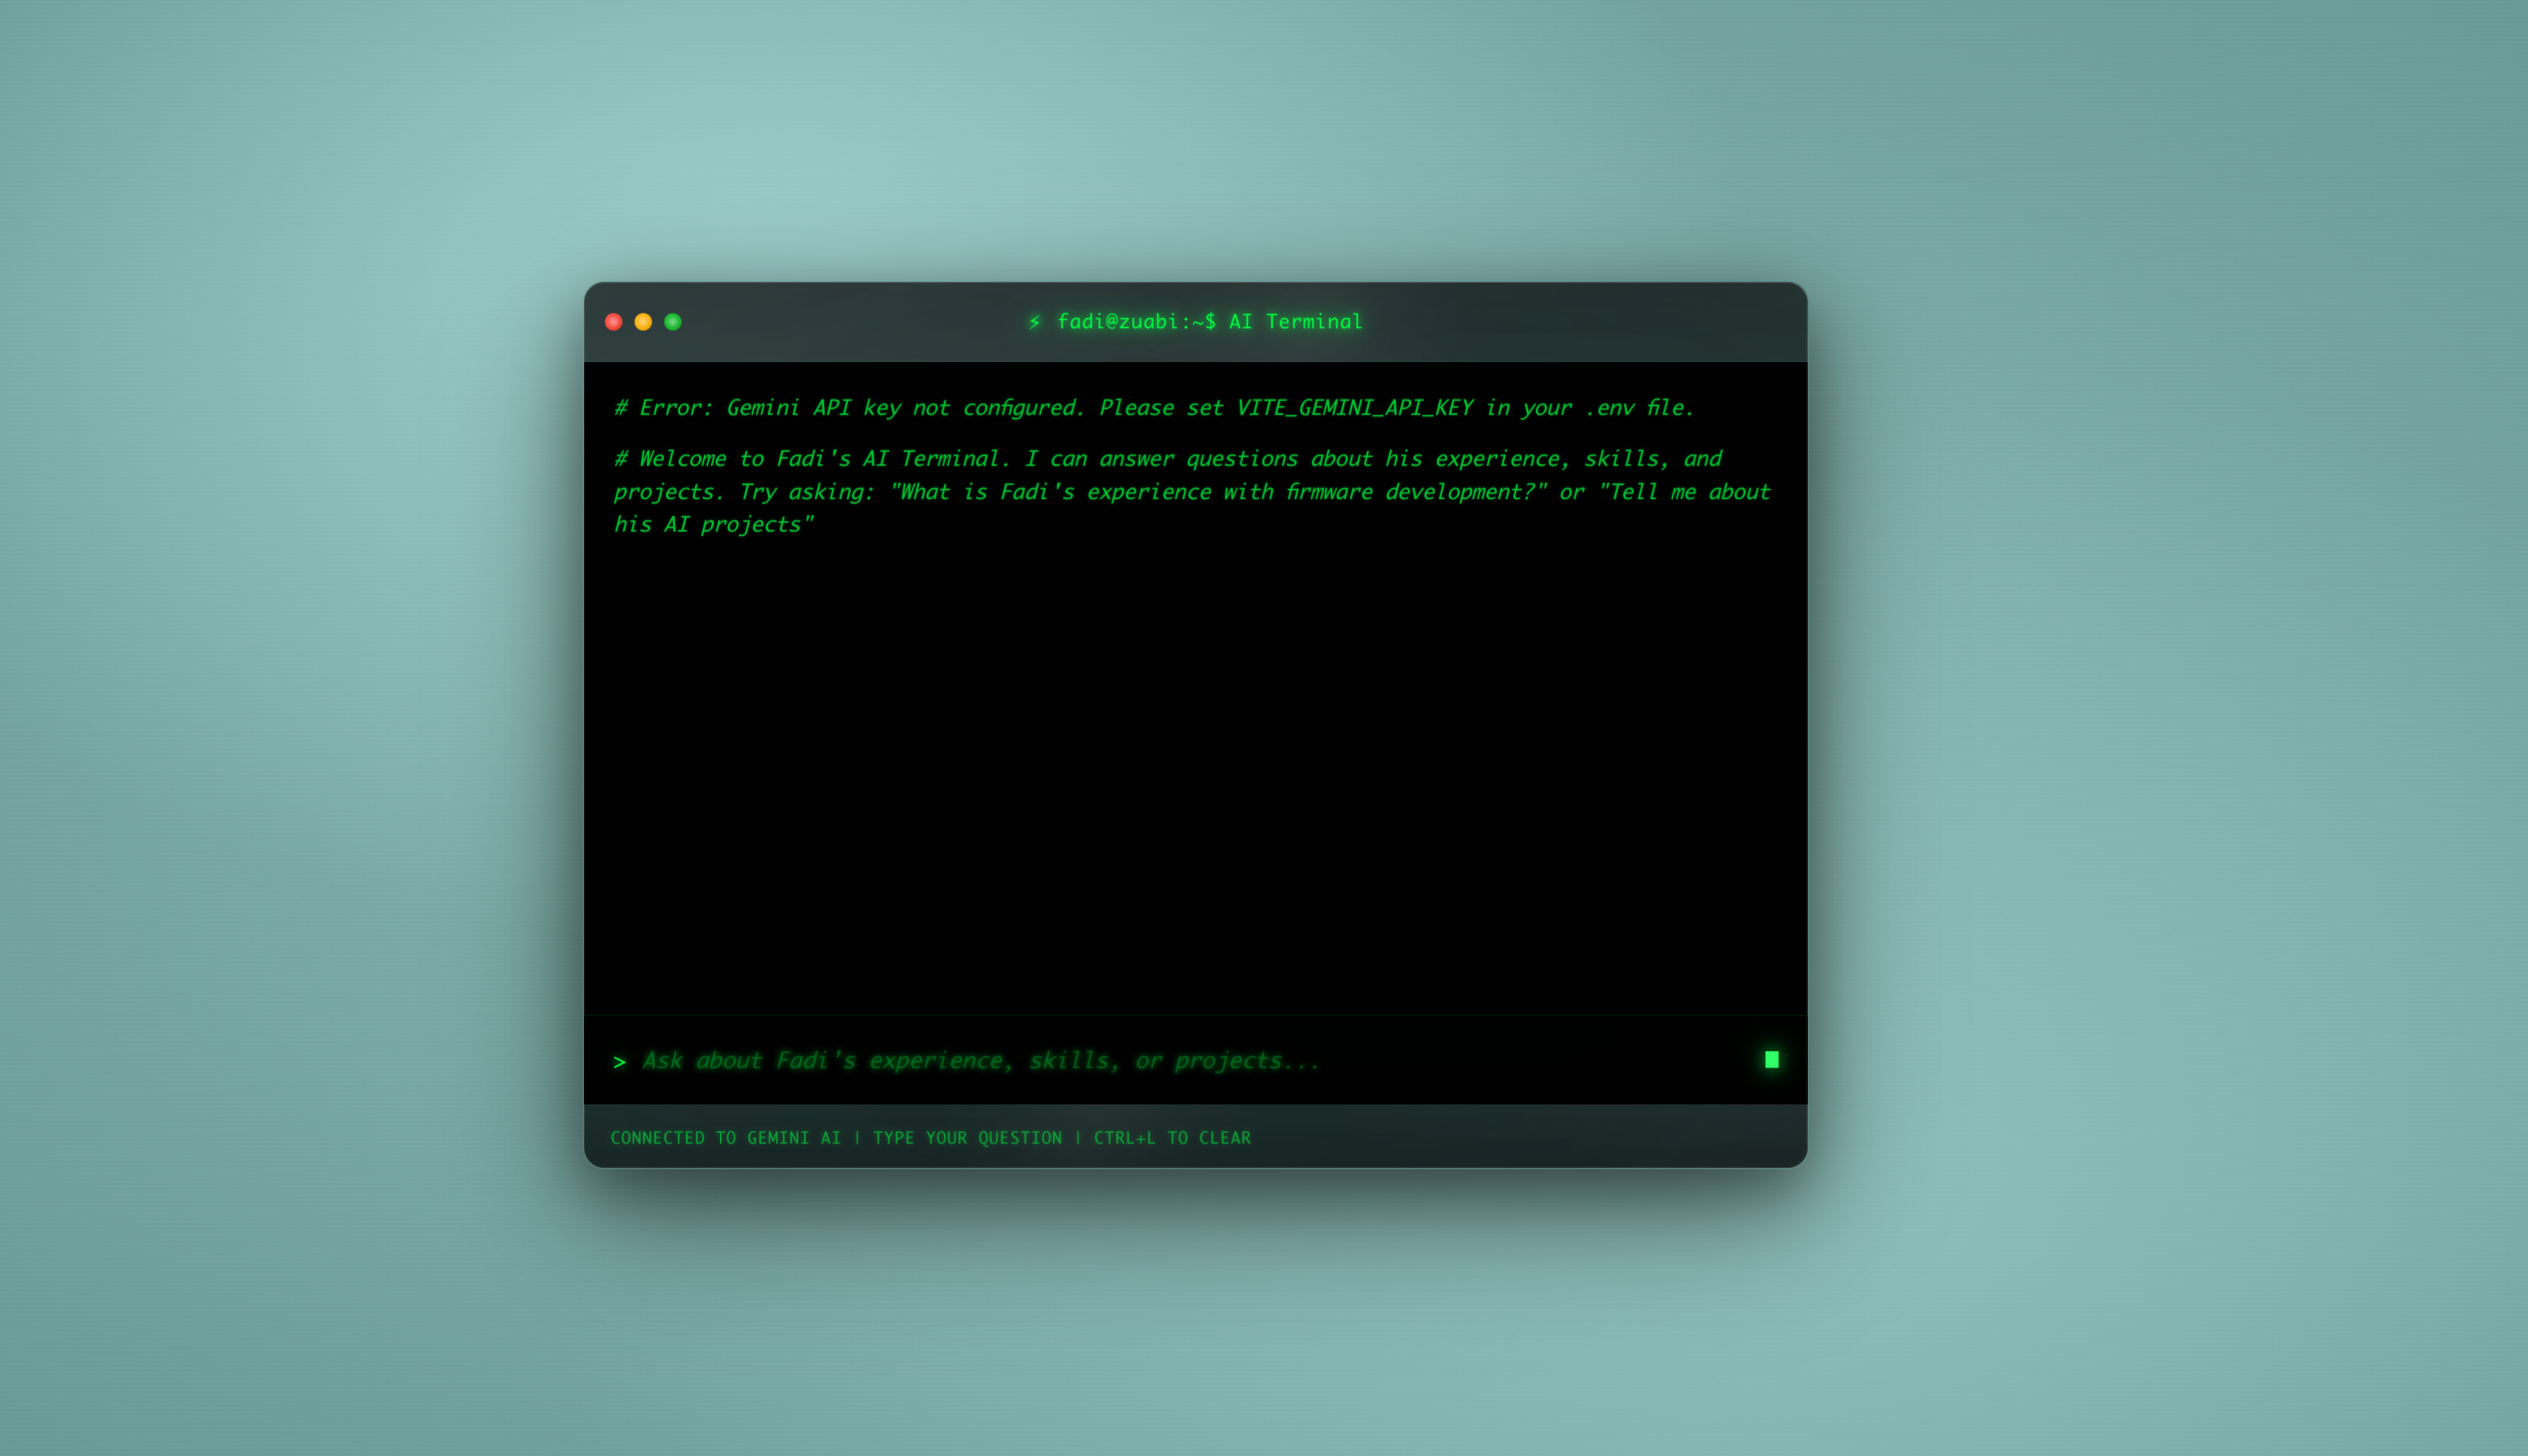 ⚡ fadi@zuabi:~$ AI Terminal
# Error: Gemini API key not configured. Please set VITE_GEMINI_API_KEY in your .env file.
# Welcome to Fadi's AI Terminal. I can answer questions about his experience, skills, and
projects. Try asking: "What is Fadi's experience with firmware development?" or "Tell me about
his AI projects"
> Ask about Fadi's experience, skills, or projects...
CONNECTED TO GEMINI AI | TYPE YOUR QUESTION | CTRL+L TO CLEAR